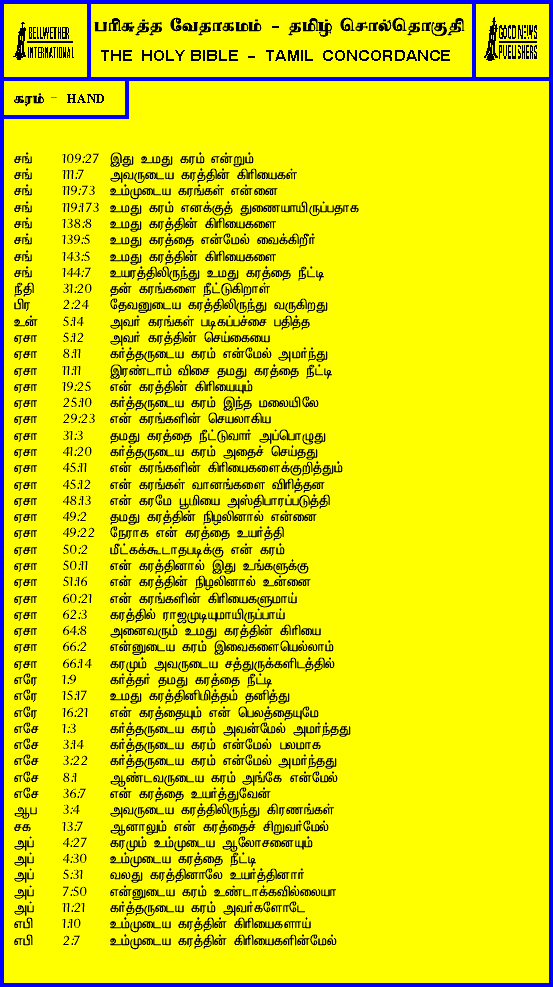 BELLWETHER
INTERNATIONAL
பரிசுத்த வேதாகமம் - தமிழ் சொல்தொகுதி
THE HOLY BIBLE - TAMIL CONCORDANCE
GOOD NEWS
PUBLISHERS
கரம் - HAND
சங் 109:27 இது உமது கரம் என்றும்
சங் 111:7 அவருடைய கரத்தின் கிரியைகள்
சங் 119:73 உம்முடைய கரங்கள் என்னை
சங் 119:173 உமது கரம் எனக்குத் துணையாயிருப்பதாக
சங் 138:8 உமது கரத்தின் கிரியைகளை
சங் 139:5 உமது கரத்தை என்மேல் வைக்கிறீர்
சங் 143:5 உமது கரத்தின் கிரியைகளை
சங் 144:7 உயரத்திலிருந்து உமது கரத்தை நீட்டி
நீதி 31:20 தன் கரங்களை நீட்டுகிறாள்
பிர 2:24 தேவனுடைய கரத்திலிருந்து வருகிறது
உன் 5:14 அவர் கரங்கள் படிகப்பச்சை பதித்த
ஏசா 5:12 அவர் கரத்தின் செய்கையை
ஏசா 8:11 கர்த்தருடைய கரம் என்மேல் அமர்ந்து
ஏசா 11:11 இரண்டாம் விசை தமது கரத்தை நீட்டி
ஏசா 19:25 என் கரத்தின் கிரியையும்
ஏசா 25:10 கர்த்தருடைய கரம் இந்த மலையிலே
ஏசா 29:23 என் கரங்களின் செயலாகிய
ஏசா 31:3 தமது கரத்தை நீட்டுவார் அப்பொழுது
ஏசா 41:20 கர்த்தருடைய கரம் அதைச் செய்தது
ஏசா 45:11 என் கரங்களின் கிரியைகளைக்குறித்தும்
ஏசா 45:12 என் கரங்கள் வானங்களை விரித்தன
ஏசா 48:13 என் கரமே பூமியை அஸ்திபாரப்படுத்தி
ஏசா 49:2 தமது கரத்தின் நிழலினால் என்னை
ஏசா 49:22 நேராக என் கரத்தை உயர்த்தி
ஏசா 50:2 மீட்கக்கூடாதபடிக்கு என் கரம்
ஏசா 50:11 என் கரத்தினால் இது உங்களுக்கு
ஏசா 51:16 என் கரத்தின் நிழலினால் உன்னை
ஏசா 60:21 என் கரங்களின் கிரியைகளுமாய்
ஏசா 62:3 கரத்தில் ராஜமுடியுமாயிருப்பாய்
ஏசா 64:8 அனைவரும் உமது கரத்தின் கிரியை
ஏசா 66:2 என்னுடைய கரம் இவைகளையெல்லாம்
ஏசா 66:14 கரமும் அவருடைய சத்துருக்களிடத்தில்
எரே 1:9 கர்த்தர் தமது கரத்தை நீட்டி
எரே 15:17 உமது கரத்தினிமித்தம் தனித்து
எரே 16:21 என் கரத்தையும் என் பெலத்தையுமே
எசே 1:3 கர்த்தருடைய கரம் அவன்மேல் அமர்ந்தது
எசே 3:14 கர்த்தருடைய கரம் என்மேல் பலமாக
எசே 3:22 கர்த்தருடைய கரம் என்மேல் அமர்ந்தது
எசே 8:1 ஆண்டவருடைய கரம் அங்கே என்மேல்
எசே 36:7 என் கரத்தை உயர்த்துவேன்
ஆப 3:4 அவருடைய கரத்திலிருந்து கிரணங்கள்
சக 13:7 ஆனாலும் என் கரத்தைச் சிறுவர்மேல்
அப் 4:27 கரமும் உம்முடைய ஆலோசனையும்
அப் 4:30 உம்முடைய கரத்தை நீட்டி
அப் 5:31 வலது கரத்தினாலே உயர்த்தினார்
அப் 7:50 என்னுடைய கரம் உண்டாக்கவில்லையா
அப் 11:21 கர்த்தருடைய கரம் அவர்களோடே
எபி 1:10 உம்முடைய கரத்தின் கிரியைகளாய்
எபி 2:7 உம்முடைய கரத்தின் கிரியைகளின்மேல்